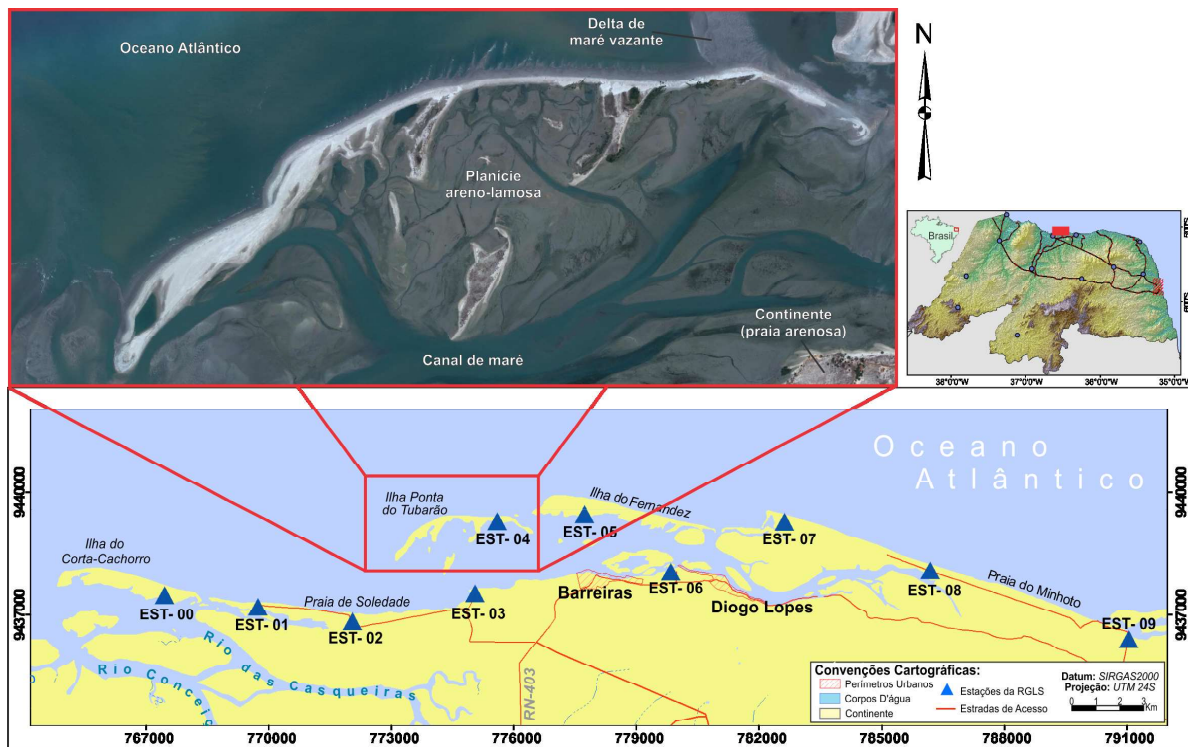 Oceano Atlântico
Delta de
maré vazante
Planicie
areno-lamosa
Canal de maré
Continente
(praia arenosa)
N
Brasil
38°0'0"W
37°0'0"W
36°0'0"W
35°0'0"W
Oceano
Atlântico
9440000
9437000
9440000
9437000
Ilha Ponta
do Tubarão
Ilha do Fernandez
Ilha do
Corta-Cachorro
Praia de Soledade
Praia do Minhoto
EST- 00
EST- 01
EST- 02
EST- 03
EST- 04
EST- 05
EST- 06
EST- 07
EST- 08
EST- 09
Barreiras
Diogo Lopes
Rio das Casqueiras
Rio Conceiç
RN-403
Convenções Cartográficas:
Perímetros Urbanos
Corpos D'água
Continente
Estações da RGLS
Estradas de Acesso
Datum: SIRGAS2000
Projeção: UTM 24S
0 1 2 3
Km
767000
770000
773000
776000
779000
782000
785000
788000
791000